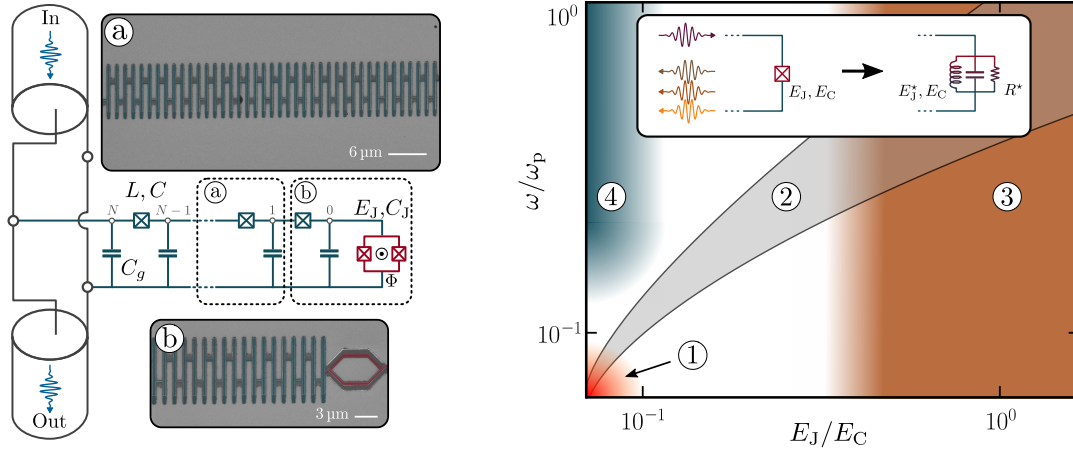 In
ⓐ
6 μm
L, C
N
N − 1
ⓐ
1
ⓑ
0
E_J, C_J
C_g
Φ
ⓑ
3 μm
Out
10^0
ω/ω_p
10^{-1}
E_J, E_C
E_J^⋆, E_C
R^⋆
④
②
③
①
10^{-1}
10^0
E_J/E_C